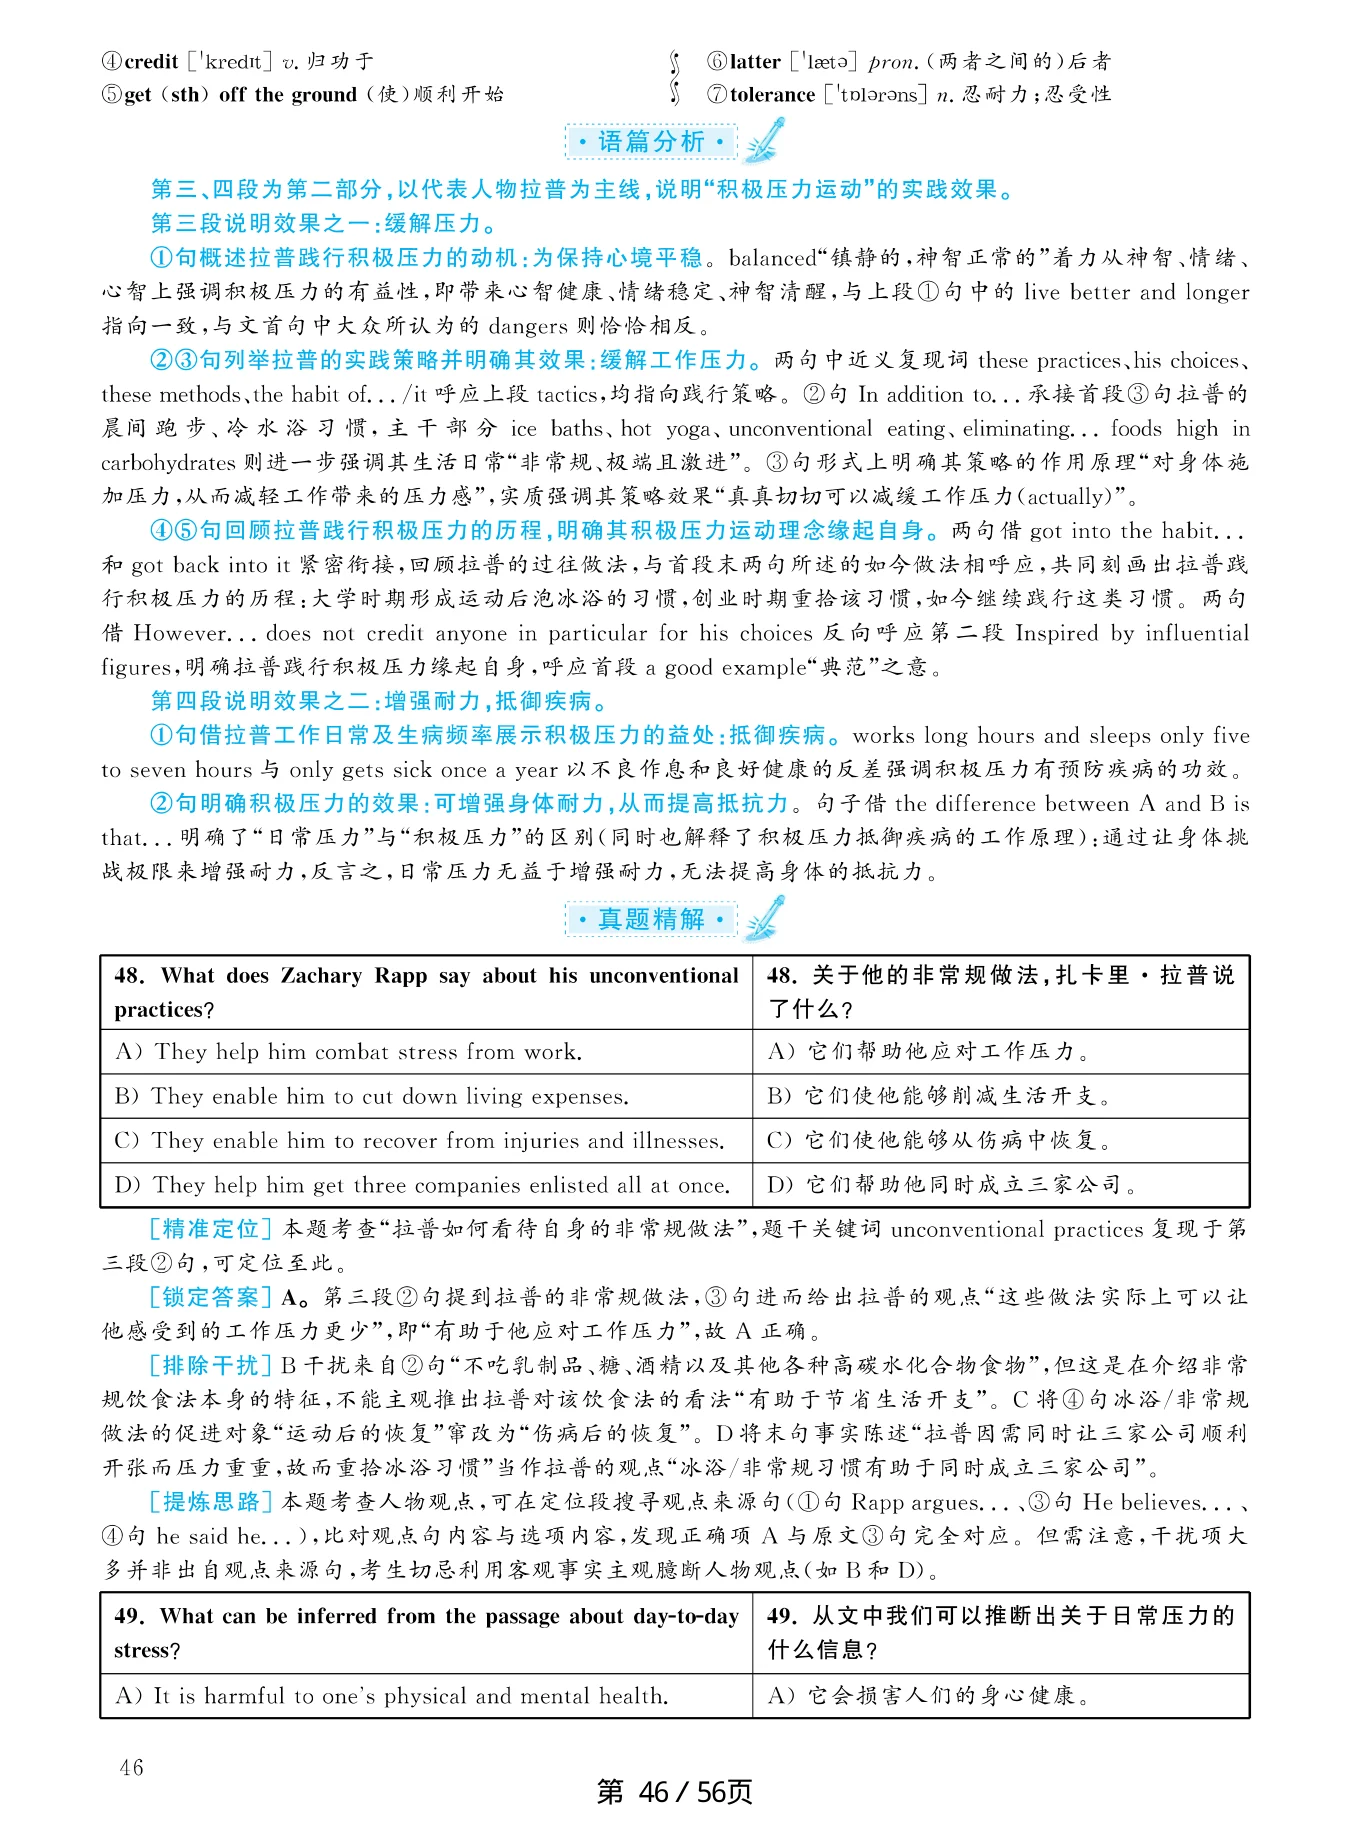 ④credit [ˈkredɪt] v. 归功于
⑤get (sth) off the ground (使)顺利开始
⑥latter [ˈlætə] pron. (两者之间的)后者
⑦tolerance [ˈtɒlərəns] n. 忍耐力;忍受性
·语篇分析·
第三、四段为第二部分,以代表人物拉普为主线,说明“积极压力运动”的实践效果。
第三段说明效果之一:缓解压力。
①句概述拉普践行积极压力的动机:为保持心境平稳。balanced“镇静的,神智正常的”着力从神智、情绪、
心智上强调积极压力的有益性,即带来心智健康、情绪稳定、神智清醒,与上段①句中的 live better and longer
指向一致,与文首句中大众所认为的 dangers 则恰恰相反。
②③句列举拉普的实践策略并明确其效果:缓解工作压力。两句中近义复现词 these practices、his choices、
these methods、the habit of.../it 呼应上段 tactics,均指向践行策略。②句 In addition to... 承接首段③句拉普的
晨间跑步、冷水浴习惯,主干部分 ice baths、hot yoga、unconventional eating、eliminating... foods high in
carbohydrates 则进一步强调其生活日常“非常规、极端且激进”。③句形式上明确其策略的作用原理“对身体施
加压力,从而减轻工作带来的压力感”,实质强调其策略效果“真真切切可以减缓工作压力(actually)”。
④⑤句回顾拉普践行积极压力的历程,明确其积极压力运动理念缘起自身。两句借 got into the habit...
和 got back into it 紧密衔接,回顾拉普的过往做法,与首段末两句所述的如今做法相呼应,共同刻画出拉普践
行积极压力的历程:大学时期形成运动后泡冰浴的习惯,创业时期重拾该习惯,如今继续践行这类习惯。两句
借 However... does not credit anyone in particular for his choices 反向呼应第二段 Inspired by influential
figures,明确拉普践行积极压力缘起自身,呼应首段 a good example“典范”之意。
第四段说明效果之二:增强耐力,抵御疾病。
①句借拉普工作日常及生病频率展示积极压力的益处:抵御疾病。works long hours and sleeps only five
to seven hours 与 only gets sick once a year 以不良作息和良好健康的反差强调积极压力有预防疾病的功效。
②句明确积极压力的效果:可增强身体耐力,从而提高抵抗力。句子借 the difference between A and B is
that... 明确了“日常压力”与“积极压力”的区别(同时也解释了积极压力抵御疾病的工作原理):通过让身体挑
战极限来增强耐力,反言之,日常压力无益于增强耐力,无法提高身体的抵抗力。
·真题精解·
48. What does Zachary Rapp say about his unconventional
practices?
48. 关于他的非常规做法,扎卡里·拉普说
了什么?
A) They help him combat stress from work.
A) 它们帮助他应对工作压力。
B) They enable him to cut down living expenses.
B) 它们使他能够削减生活开支。
C) They enable him to recover from injuries and illnesses.
C) 它们使他能够从伤病中恢复。
D) They help him get three companies enlisted all at once.
D) 它们帮助他同时成立三家公司。
[精准定位] 本题考查“拉普如何看待自身的非常规做法”,题干关键词 unconventional practices 复现于第
三段②句,可定位至此。
[锁定答案] A。第三段②句提到拉普的非常规做法,③句进而给出拉普的观点“这些做法实际上可以让
他感受到的工作压力更少”,即“有助于他应对工作压力”,故 A 正确。
[排除干扰] B 干扰来自②句“不吃乳制品、糖、酒精以及其他各种高碳水化合物食物”,但这是在介绍非常
规饮食法本身的特征,不能主观推出拉普对该饮食法的看法“有助于节省生活开支”。C 将④句冰浴/非常规
做法的促进对象“运动后的恢复”窜改为“伤病后的恢复”。D 将末句事实陈述“拉普因需同时让三家公司顺利
开张而压力重重,故而重拾冰浴习惯”当作拉普的观点“冰浴/非常规习惯有助于同时成立三家公司”。
[提炼思路] 本题考查人物观点,可在定位段搜寻观点来源句(①句 Rapp argues...、③句 He believes...、
④句 he said he...),比对观点句内容与选项内容,发现正确项 A 与原文③句完全对应。但需注意,干扰项大
多并非出自观点来源句,考生切忌利用客观事实主观臆断人物观点(如 B 和 D)。
49. What can be inferred from the passage about day-to-day
stress?
49. 从文中我们可以推断出关于日常压力的
什么信息?
A) It is harmful to one's physical and mental health.
A) 它会损害人们的身心健康。
46
第 46 / 56页